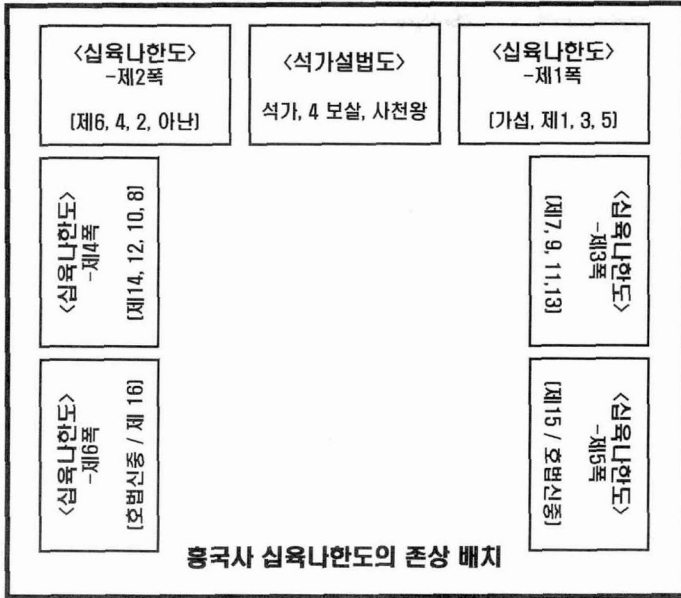 <십육나한도>
-제2폭
[제6, 4, 2, 아난]
<석가설법도>
석가, 4 보살, 사천왕
<십육나한도>
-제1폭
[가섭, 제1, 3, 5]
<십육나한도>
-제4폭
[제14, 12, 10, 8]
<십육나한도>
-제3폭
[제7, 9, 11,13]
<십육나한도>
-제6폭
[호법신중 / 제 16]
<십육나한도>
-제5폭
[제15 / 호법신중]
흥국사 십육나한도의 존상 배치